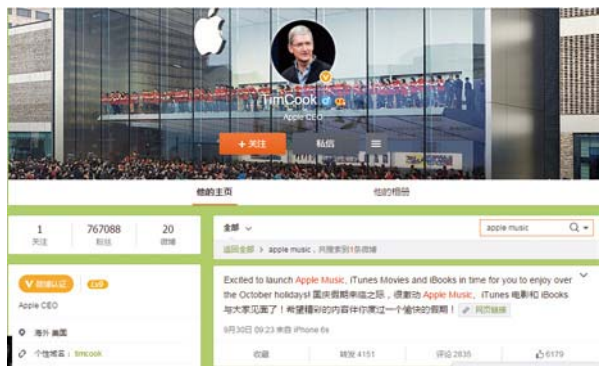 TimCook
Apple CEO
+ 关注
私信
他的主页
他的相册
1
767088
20
关注
粉丝
微博
全部
apple music
返回全部 > apple music，共搜索到1条微博
V 微博认证
Lv9
Apple CEO
海外 美国
个性域名：timcook
Excited to launch Apple Music, iTunes Movies and iBooks in time for you to enjoy over
the October holidays! 国庆假期来临之际，很激动 Apple Music、iTunes 电影和 iBooks
与大家见面了！希望精彩的内容伴你度过一个愉快的假期！ 网页链接
9月30日 09:23 来自 iPhone 6s
收藏
转发 4151
评论 2835
6179